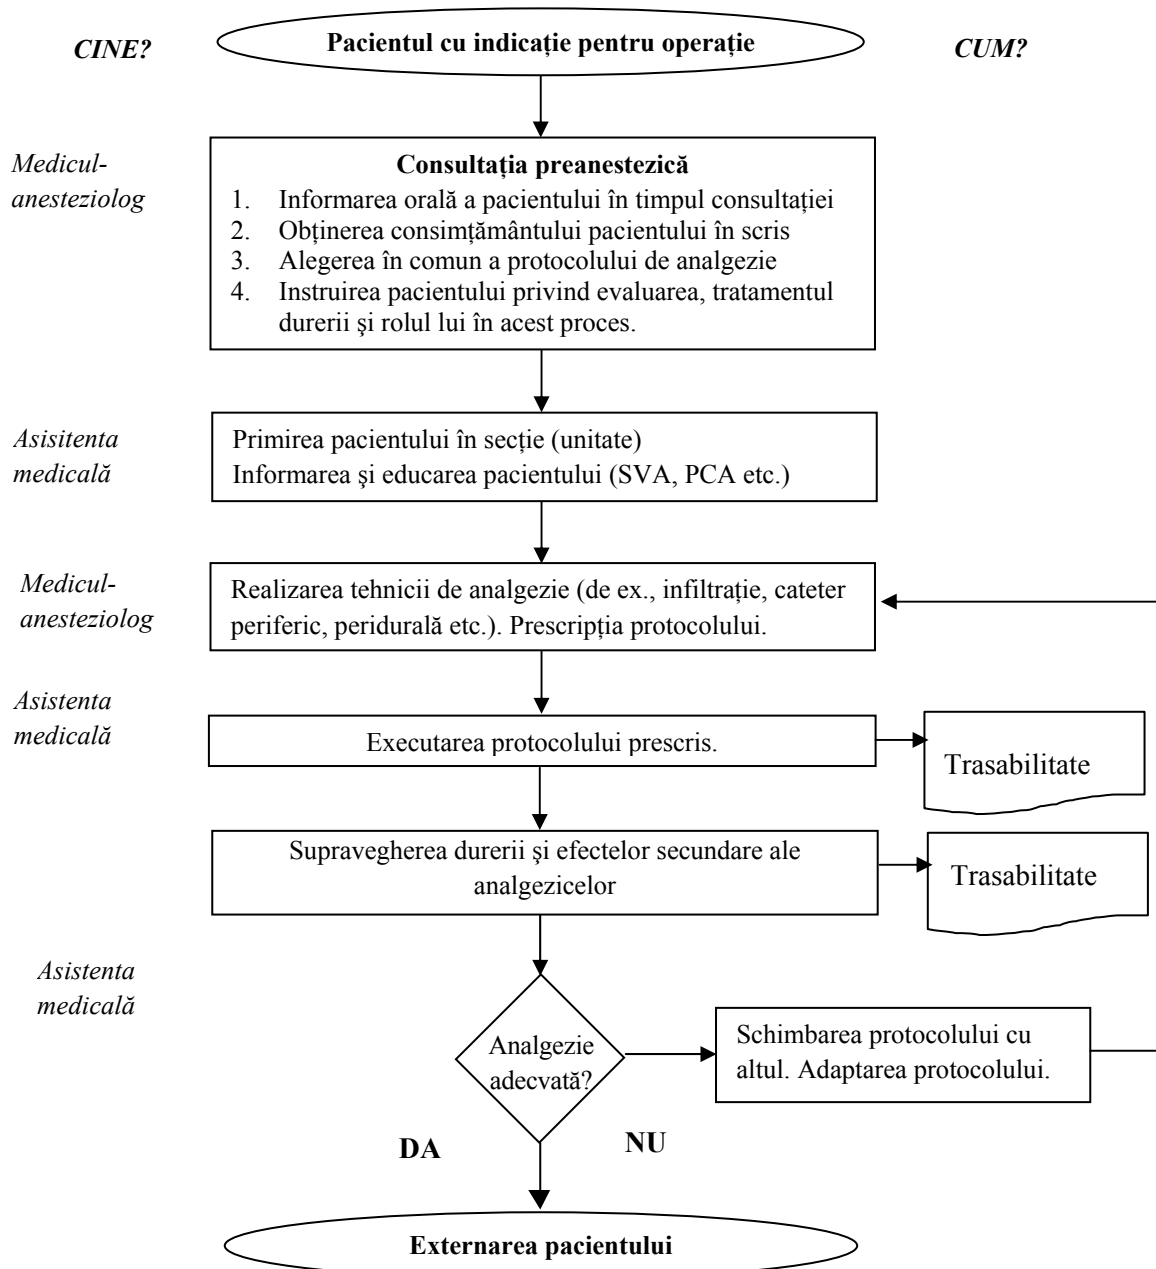 CINE?
Pacientul cu indicație pentru operație
CUM?
Medicul-
anesteziolog
Consultația preanestezică
1. Informarea orală a pacientului în timpul consultației
2. Obținerea consimțământului pacientului în scris
3. Alegerea în comun a protocolului de analgezie
4. Instruirea pacientului privind evaluarea, tratamentul
durerii şi rolul lui în acest proces.
Asisitenta
medicală
Primirea pacientului în secție (unitate)
Informarea şi educarea pacientului (SVA, PCA etc.)
Medicul-
anesteziolog
Realizarea tehnicii de analgezie (de ex., infiltrație, cateter
periferic, peridurală etc.). Prescripția protocolului.
Asistenta
medicală
Executarea protocolului prescris.
Trasabilitate
Supravegherea durerii şi efectelor secundare ale
analgezicelor
Trasabilitate
Asistenta
medicală
Analgezie
adecvată?
Schimbarea protocolului cu
altul. Adaptarea protocolului.
DA
NU
Externarea pacientului